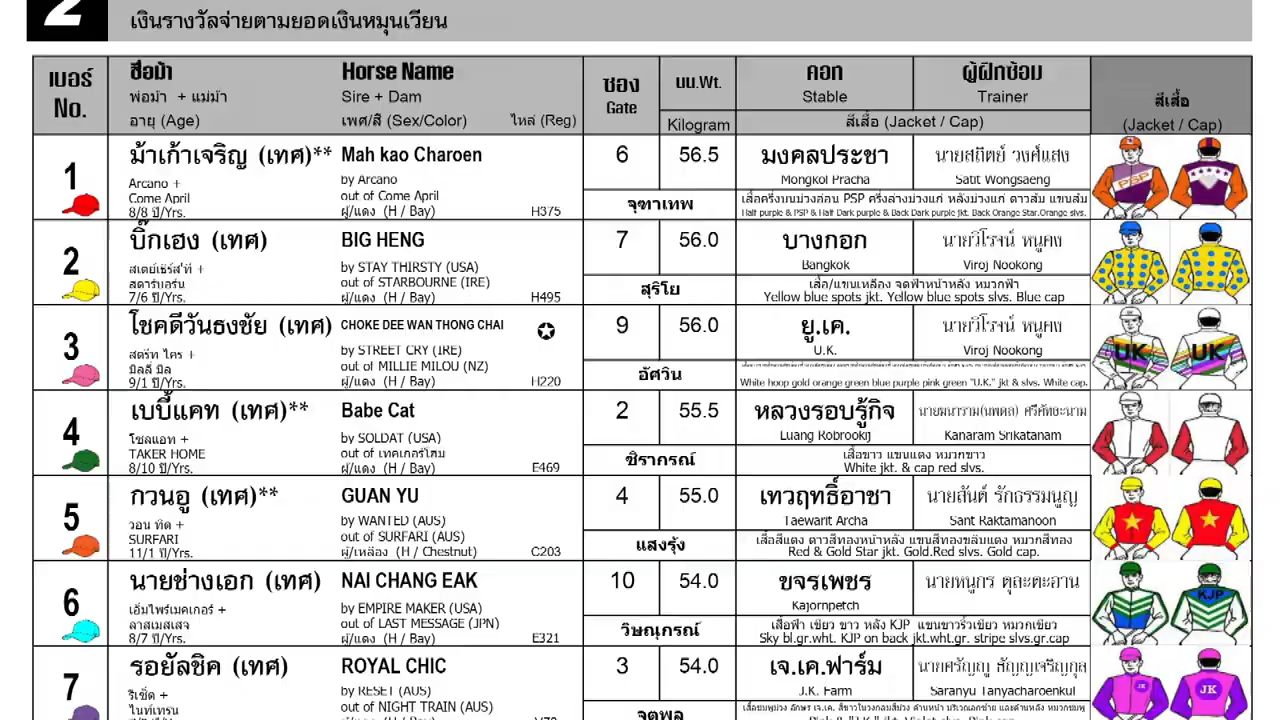 2 เงินรางวัลจ่ายตามยอดเงินหมุนเวียน
เบอร์ ชื่อม้า Horse Name ช่อง นน.Wt. คอก ผู้ฝึกซ้อม
No. พ่อม้า + แม่ม้า Sire + Dam Gate Stable Trainer สีเสื้อ
อายุ (Age) เพศ/สี (Sex/Color) ไหล่ (Reg) Kilogram สีเสื้อ (Jacket / Cap) (Jacket / Cap)
1 ม้าเก้าเจริญ (เทศ)** Mah kao Charoen 6 56.5 มงคลประชา นายสถิตย์ วงศ์แสง
Arcano + by Arcano Mongkol Pracha Satit Wongsaeng
Come April out of Come April จุฑาเทพ เสื้อครึ่งบนม่วงอ่อน PSP ครึ่งล่างม่วงแก่ หลังม่วงแก่ ดาวส้ม แขนส้ม
8/8 ปี/Yrs. ผู้/แดง (H / Bay) H375 Half purple & PSP & Half Dark purple & Back Dark purple jkt. Back Orange Star.Orange slvs.
PSP
2 บิ๊กเฮง (เทศ) BIG HENG 7 56.0 บางกอก นายวิโรจน์ หนูคง
สเตย์เธิร์ส'ที่ + by STAY THIRSTY (USA) Bangkok Viroj Nookong
สตาร์บอร์น out of STARBOURNE (IRE) สุริโย เสื้อ/แขนเหลือง จุดฟ้าหน้าหลัง หมวกฟ้า
7/6 ปี/Yrs. ผู้/แดง (H / Bay) H495 Yellow blue spots jkt. Yellow blue spots slvs. Blue cap
3 โชคดีวันธงชัย (เทศ) CHOKE DEE WAN THONG CHAI 9 56.0 ยู.เค. นายวิโรจน์ หนูคง
สตรีท ไคร + by STREET CRY (IRE) U.K. Viroj Nookong
มิลลี่ มิล out of MILLIE MILOU (NZ) อัศวิน
9/1 ปี/Yrs. ผู้/แดง (H / Bay) H220 White hoop gold orange green blue purple pink green "U.K." jkt & slvs. White cap.
UK UK
4 เบบี้แคท (เทศ)** Babe Cat 2 55.5 หลวงรอบรู้กิจ
โซลแอท + by SOLDAT (USA) Luang Robrookij Kanaram Srikatanam
TAKER HOME out of เทคเกอร์โฮม ชิราภรณ์ เสื้อขาว แขนแดง หมวกขาว
8/10 ปี/Yrs. ผู้/แดง (H / Bay) E469 White jkt. & cap red slvs.
5 กวนอู (เทศ)** GUAN YU 4 55.0 เทวฤทธิ์อาชา นายสันต์ รักธรรมนูญ
วอน ทิด + by WANTED (AUS) Taewarit Archa Sant Raktamanoon
SURFARI out of SURFARI (AUS) แสงรุ้ง เสื้อสีแดง ดาวสีทองหน้าหลัง แขนสีทองขลิบแดง หมวกสีทอง
11/1 ปี/Yrs. ผู้/เหลือง (H / Chestnut) C203 Red & Gold Star jkt. Gold.Red slvs. Gold cap.
6 นายช่างเอก (เทศ) NAI CHANG EAK 10 54.0 ขจรเพชร นายหนูกร ตุละตะอาน
เอ็มไพร์เมคเกอร์ + by EMPIRE MAKER (USA) Kajornpetch
ลาสเมสเสจ out of LAST MESSAGE (JPN) วิษณุกรณ์ เสื้อฟ้า เขียว ขาว หลัง KJP แขนขาวริ้วเขียว หมวกเขียว
8/7 ปี/Yrs. ผู้/แดง (H / Bay) E321 Sky bl.gr.wht. KJP on back jkt.wht.gr. stripe slvs.gr.cap
KJP
7 รอยัลชิค (เทศ) ROYAL CHIC 3 54.0 เจ.เค.ฟาร์ม นายศรัญญู ธัญญเจริญกุล
รีเซ็ต + by RESET (AUS) J.K. Farm Saranyu Tanyacharoenkul
ไนท์เทรน out of NIGHT TRAIN (AUS) จตุพล
JK JK